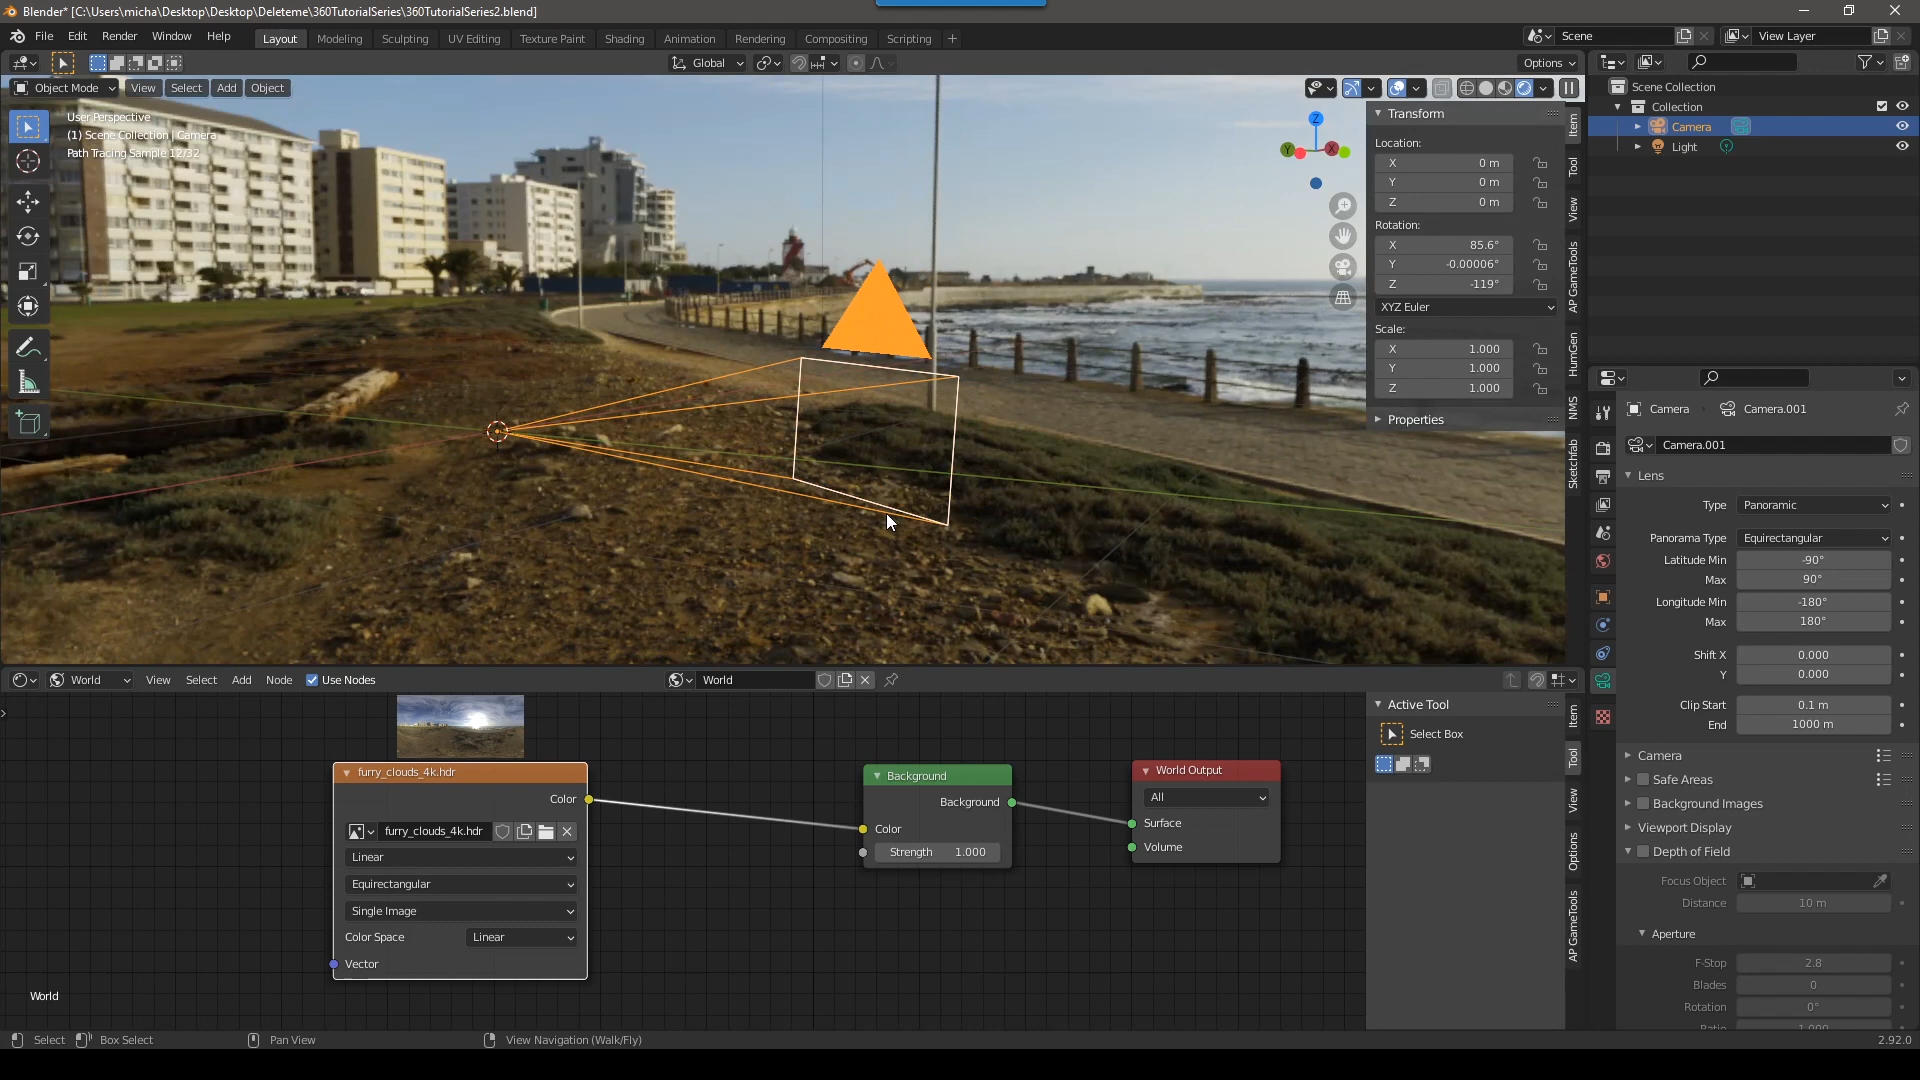 Blender* [C:\Users\micha\Desktop\Desktop\Deleteme\360TutorialSeries\360TutorialSeries2.blend]
File Edit Render Window Help Layout Modeling Sculpting UV Editing Texture Paint Shading Animation Rendering Compositing Scripting + Scene View Layer
Global Options
Object Mode View Select Add Object
User Perspective
(1) Scene Collection | Camera
Path Tracing Sample 12/32
Z
Y
X
Transform
Location:
X 0 m
Y 0 m
Z 0 m
Rotation:
X 85.6°
Y -0.00006°
Z -119°
XYZ Euler
Scale:
X 1.000
Y 1.000
Z 1.000
Properties
Item
Tool
View
AP GameTools
HumGen
NMS
Sketchfab
Scene Collection
Collection
Camera
Light
Camera Camera.001
Camera.001
Lens
Type Panoramic
Panorama Type Equirectangular
Latitude Min -90°
Max 90°
Longitude Min -180°
Max 180°
Shift X 0.000
Y 0.000
Clip Start 0.1 m
End 1000 m
Camera
Safe Areas
Background Images
Viewport Display
Depth of Field
Focus Object
Distance 10 m
Aperture
F-Stop 2.8
Blades 0
Rotation 0°
Ratio 1.000
World View Select Add Node Use Nodes World
furry_clouds_4k.hdr
Color
furry_clouds_4k.hdr
Linear
Equirectangular
Single Image
Color Space Linear
Vector
Background
Background
Color
Strength 1.000
World Output
All
Surface
Volume
Active Tool
Select Box
Item
Tool
View
Options
AP GameTools
World
Select Box Select Pan View View Navigation (Walk/Fly) 2.92.0